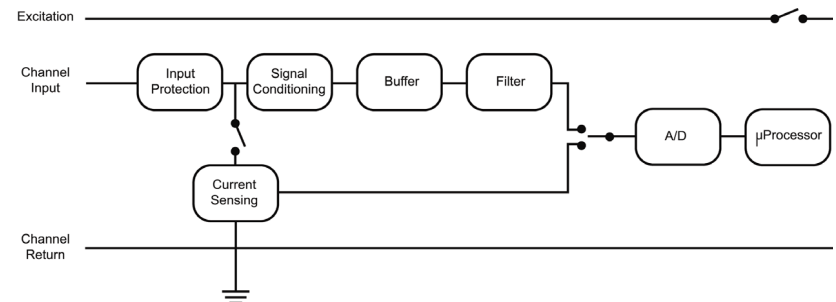 Excitation
Channel
Input
Input
Protection
Signal
Conditioning
Buffer
Filter
A/D
µProcessor
Current
Sensing
Channel
Return